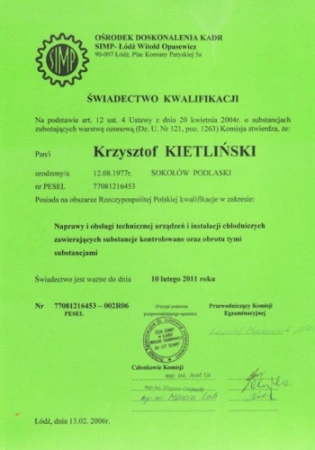 OŚRODEK DOSKONALENIA KADR
SIMP- Łódź Witold Opasewicz
90-007 Łódź, Plac Komuny Paryskiej 5a
SIMP
ŚWIADECTWO KWALIFIKACJI
Na podstawie art. 12 ust. 4 Ustawy z dnia 20 kwietnia 2004r. o substancjach
zubożających warstwę ozonową (Dz. U. Nr 121, poz. 1263) Komisja stwierdza, że:
Pan/i Krzysztof KIETLIŃSKI
urodzony/a 12.08.1977r. SOKOŁÓW PODLASKI
nr PESEL 77081216453
Posiada na obszarze Rzeczypospolitej Polskiej kwalifikacje w zakresie:
Naprawy i obsługi technicznej urządzeń i instalacji chłodniczych
zawierających substancje kontrolowane oraz obrotu tymi
substancjami
Świadectwo jest ważne do dnia 10 lutego 2011 roku
Nr 77081216453 – 002R06
PESEL
Przewodniczący Komisji
Egzaminacyjnej
Członkowie Komisji
Łódź, dnia 13.02. 2006r.